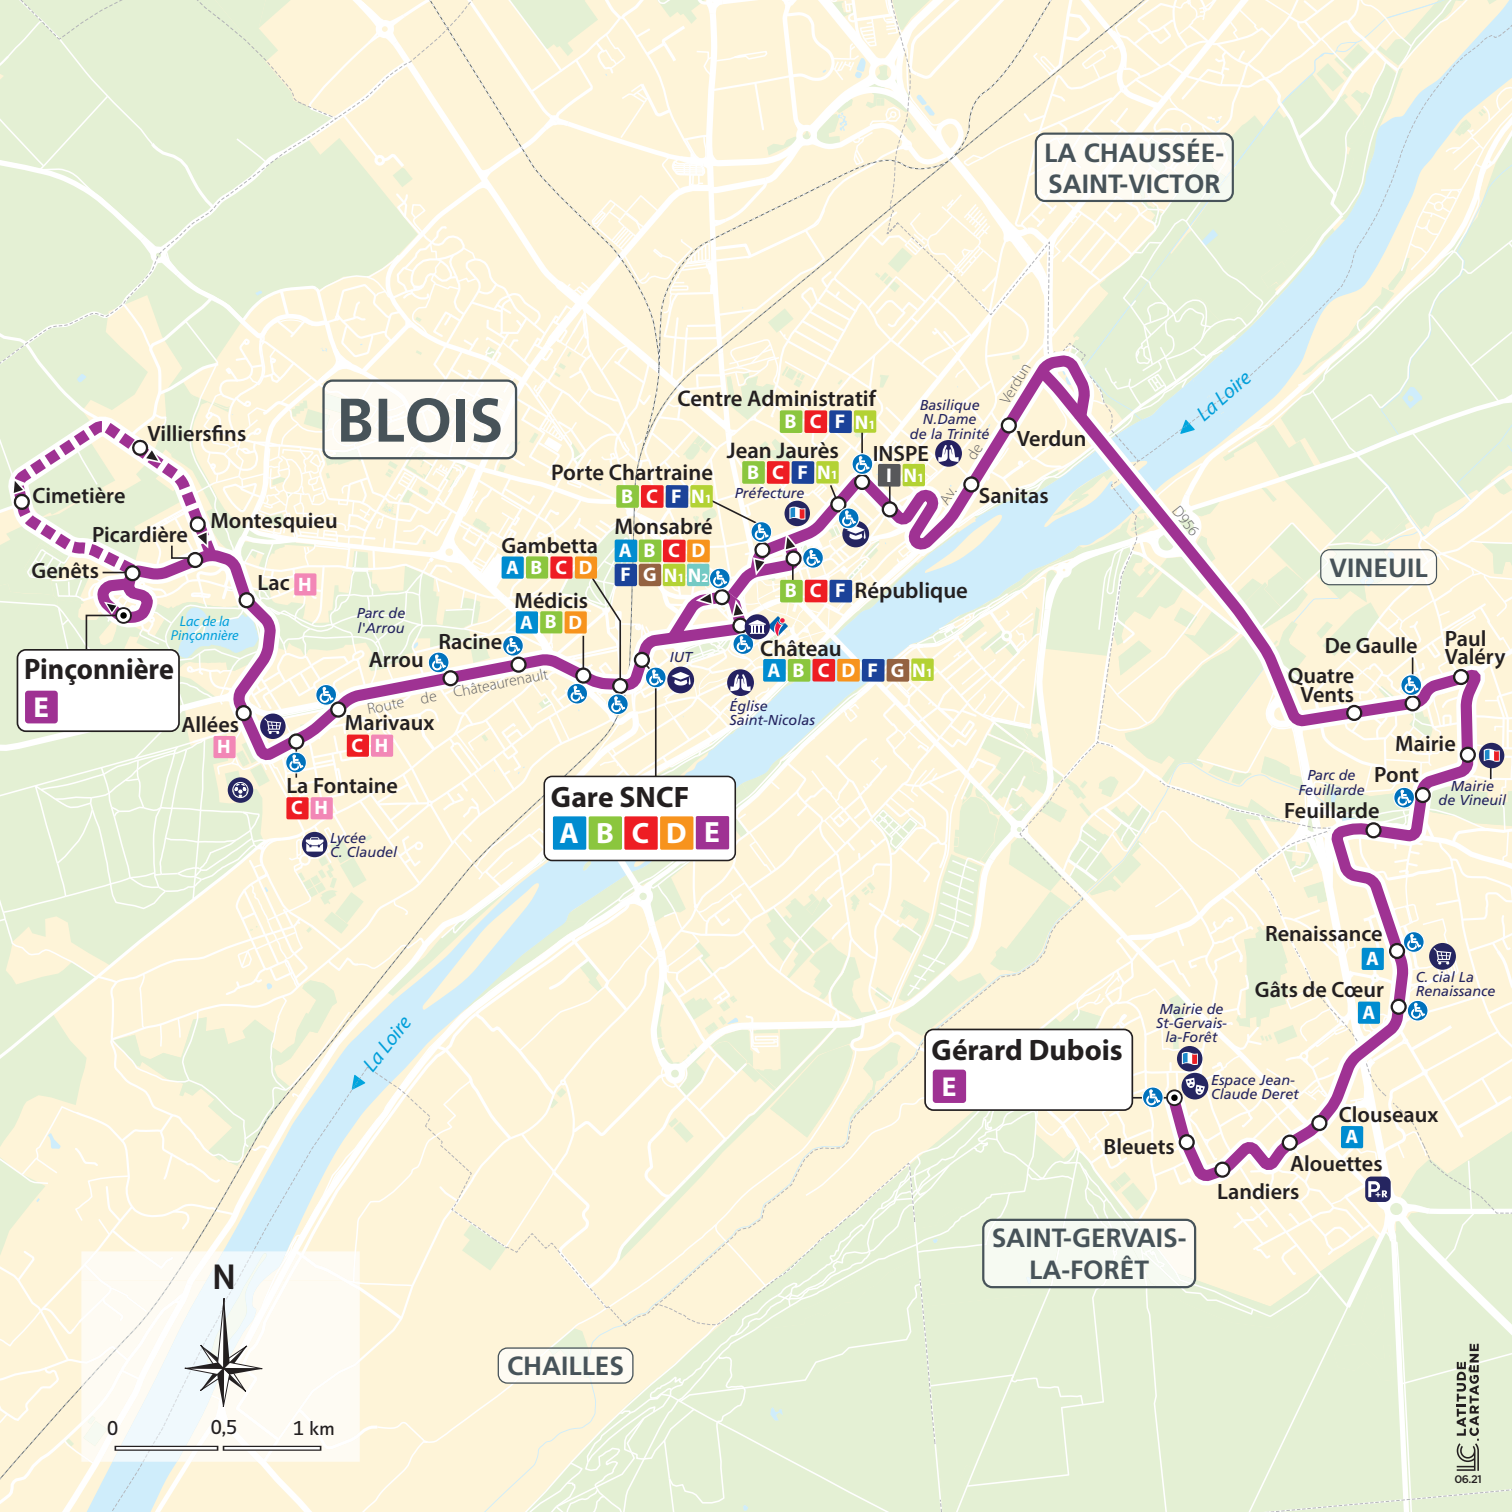 LA CHAUSSÉE-
SAINT-VICTOR
La Loire
BLOIS
Centre Administratif
B C F N1
Basilique
N.Dame
de la Trinité
Verdun
de
Av.
Verdun
Villiersfins
Jean Jaurès
B C F N1
INSPE
I N1
Porte Chartraine
B C F N1
Préfecture
Sanitas
Cimetière
Montesquieu
Picardière
Monsabré
A B C D
F G N1 N2
D956
Gambetta
A B C D
Genêts
Lac H
VINEUIL
B C F République
Médicis
A B D
Parc de
l'Arrou
Lac de la
Pinçonnière
Racine
Arrou
Route de Châteaurenault
IUT
Château
A B C D F G N1
De Gaulle
Paul
Valéry
Quatre
Vents
Pinçonnière
E
Église
Saint-Nicolas
Allées
H
Marivaux
C H
Mairie
Mairie
de Vineuil
La Fontaine
C H
Gare SNCF
A B C D E
Parc de
Feuillarde
Pont
Feuillarde
Lycée
C. Claudel
Renaissance
A
C. cial La
Renaissance
Gâts de Cœur
A
La Loire
Mairie de
St-Gervais-
la-Forêt
Gérard Dubois
E
Espace Jean-
Claude Deret
Clouseaux
A
Bleuets
Alouettes
P+R
Landiers
SAINT-GERVAIS-
LA-FORÊT
N
CHAILLES
0 0,5 1 km
LC LATITUDE
.CARTAGÈNE
06.21